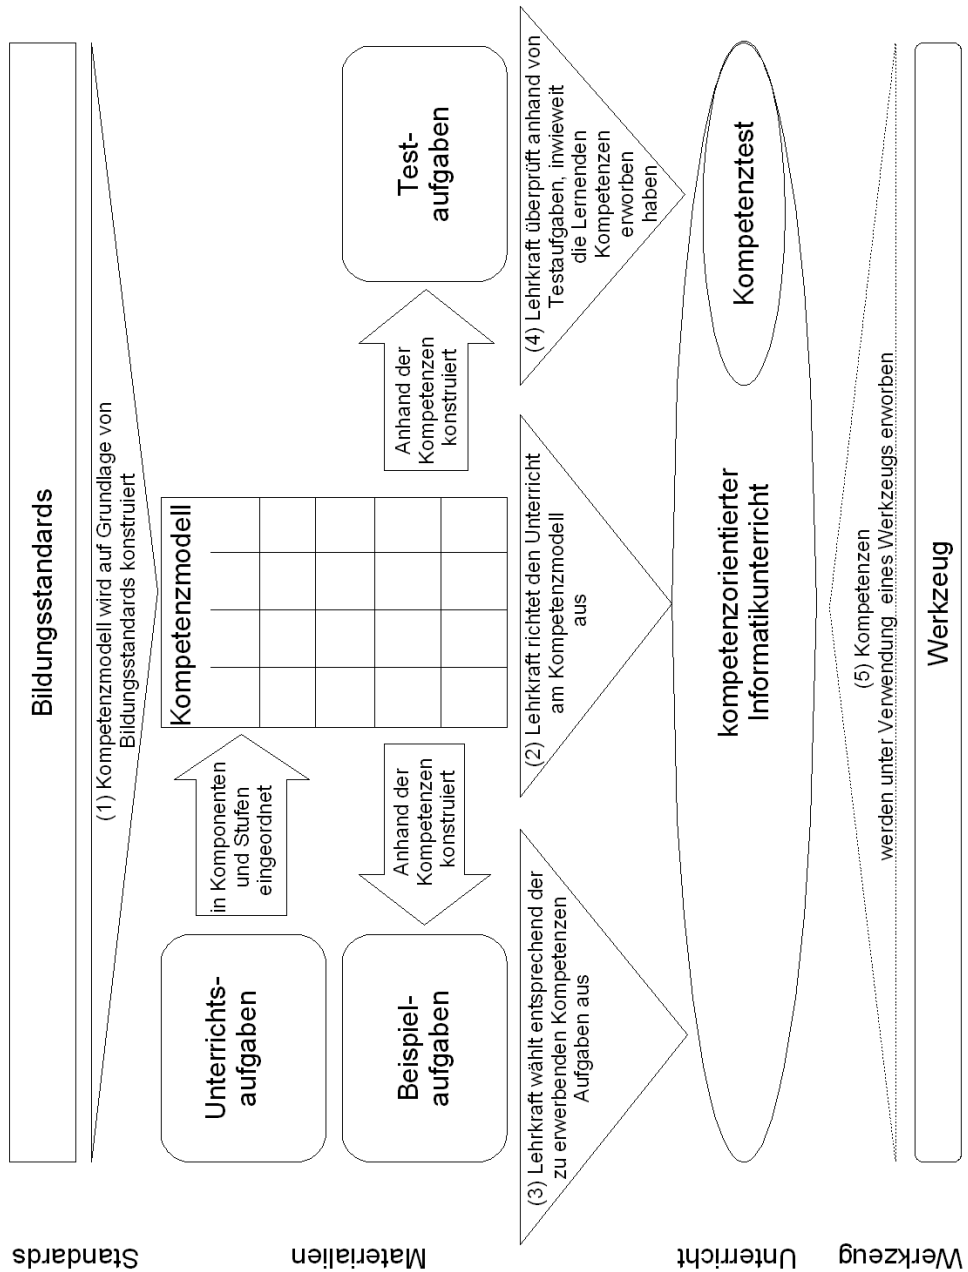 Standards
Bildungsstandards
(1) Kompetenzmodell wird auf Grundlage von
Bildungsstandards konstruiert
Materialien
Unterrichts-
aufgaben
in Komponenten
und Stufen
eingeordnet
Kompetenzmodell
Beispiel-
aufgaben
Anhand der
Kompetenzen
konstruiert
Anhand der
Kompetenzen
konstruiert
Test-
aufgaben
(3) Lehrkraft wählt entsprechend der
zu erwerbenden Kompetenzen
Aufgaben aus
(2) Lehrkraft richtet den Unterricht
am Kompetenzmodell
aus
(4) Lehrkraft überprüft anhand von
Testaufgaben, inwieweit
die Lernenden
Kompetenzen
erworben
haben
Unterricht
kompetenzorientierter
Informatikunterricht
Kompetenztest
(5) Kompetenzen
werden unter Verwendung eines Werkzeugs erworben
Werkzeug
Werkzeug